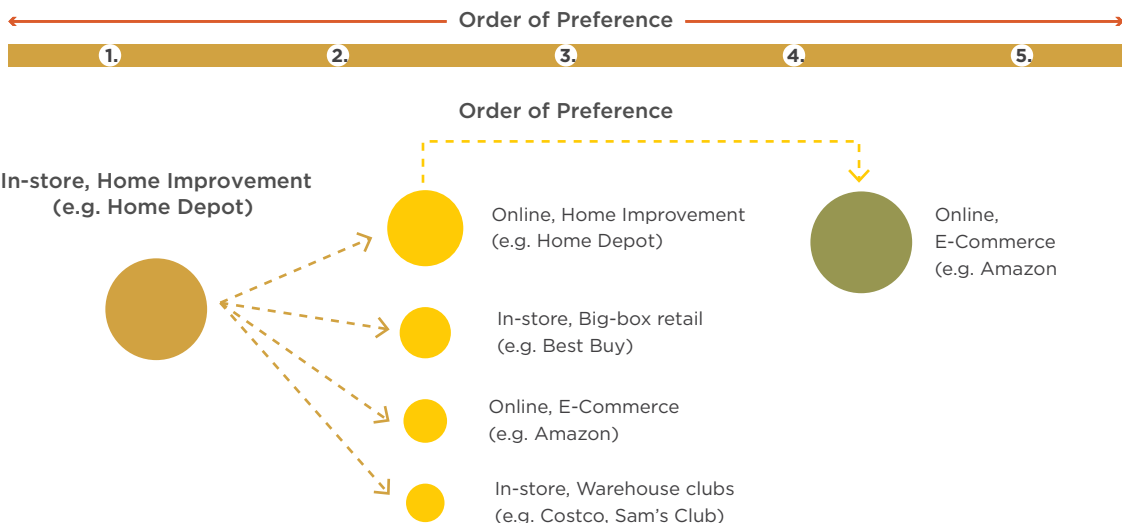 Order of Preference
1.
2.
3.
4.
5.
Order of Preference
In-store, Home Improvement
(e.g. Home Depot)
Online, Home Improvement
(e.g. Home Depot)
In-store, Big-box retail
(e.g. Best Buy)
Online, E-Commerce
(e.g. Amazon)
In-store, Warehouse clubs
(e.g. Costco, Sam's Club)
Online,
E-Commerce
(e.g. Amazon